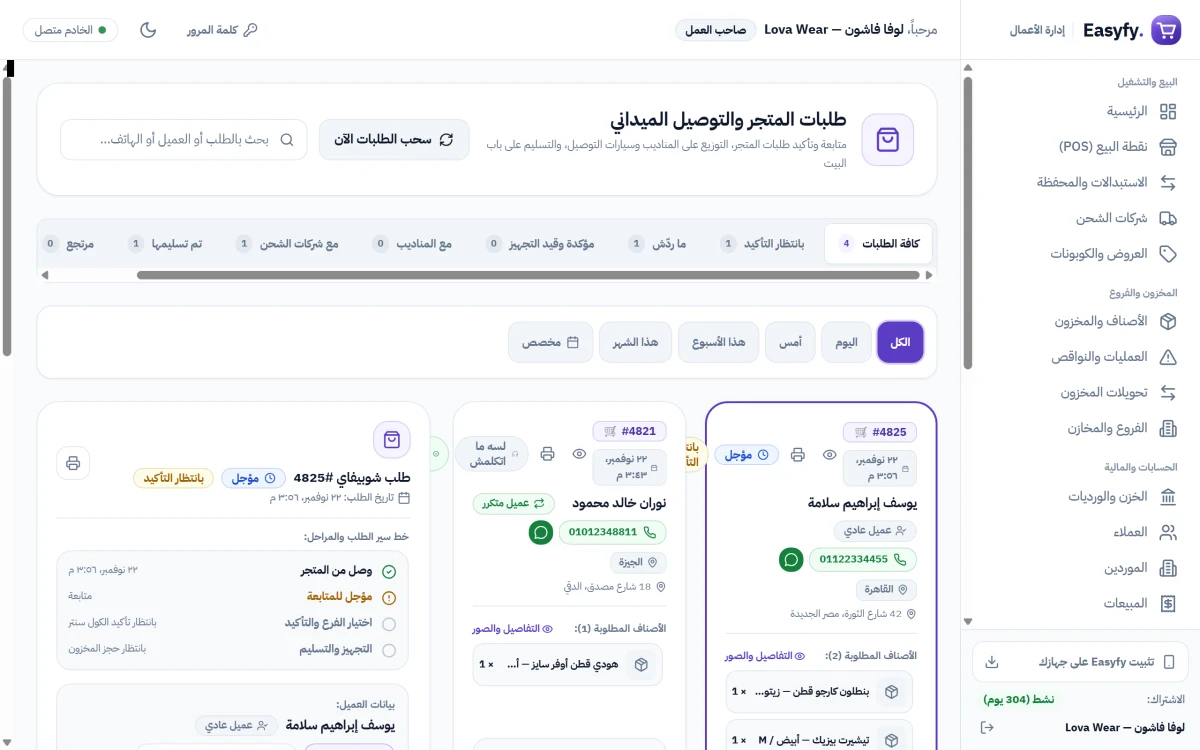 Easyfy.
إدارة الأعمال
مرحباً، لوفا فاشون — Lova Wear
صاحب العمل
كلمة المرور
الخادم متصل
البيع والتشغيل
الرئيسية
نقطة البيع (POS)
الاستبدالات والمحفظة
شركات الشحن
العروض والكوبونات
المخزون والفروع
الأصناف والمخزون
العمليات والنواقص
تحويلات المخزون
الفروع والمخازن
الحسابات والمالية
الخزن والورديات
العملاء
الموردين
المبيعات
تثبيت Easyfy على جهازك
الاشتراك:
نشط (304 يوم)
لوفا فاشون — Lova Wear
طلبات المتجر والتوصيل الميداني
متابعة وتأكيد طلبات المتجر، التوزيع على المناديب وسيارات التوصيل، والتسليم على باب
البيت
سحب الطلبات الآن
بحث بالطلب أو العميل أو الهاتف...
كافة الطلبات 4
بانتظار التأكيد 1
ما ردّش 1
مؤكدة وقيد التجهيز 0
مع المناديب 0
مع شركات الشحن 1
تم تسليمها 1
مرتجع 0
الكل
اليوم
أمس
هذا الأسبوع
هذا الشهر
مخصص
#4825
٢٢ نوفمبر،
٣:٥٦ م
مؤجل
يوسف إبراهيم سلامة
عميل عادي
01122334455
القاهرة
42 شارع الثورة، مصر الجديدة
الأصناف المطلوبة (2):
التفاصيل والصور
بنطلون كارجو قطن — زيتو...
× 1
تيشيرت بيزيك — أبيض / M
× 1
#4821
٢٢ نوفمبر،
٣:٤٣ م
لسه ما
اتكلمش
نوران خالد محمود
عميل متكرر
01012348811
الجيزة
18 شارع مصدق، الدقي
الأصناف المطلوبة (1):
التفاصيل والصور
هودي قطن أوفر سايز — أ...
× 1
طلب شوبيفاي #4825
مؤجل
بانتظار التأكيد
تاريخ الطلب: ٢٢ نوفمبر، ٣:٥٦ م
خط سير الطلب والمراحل:
وصل من المتجر
٢٢ نوفمبر، ٣:٥٦ م
مؤجل للمتابعة
متابعة
اختيار الفرع والتأكيد
بانتظار تأكيد الكول سنتر
التجهيز والتسليم
بانتظار حجز المخزون
بيانات العميل:
يوسف إبراهيم سلامة
عميل عادي